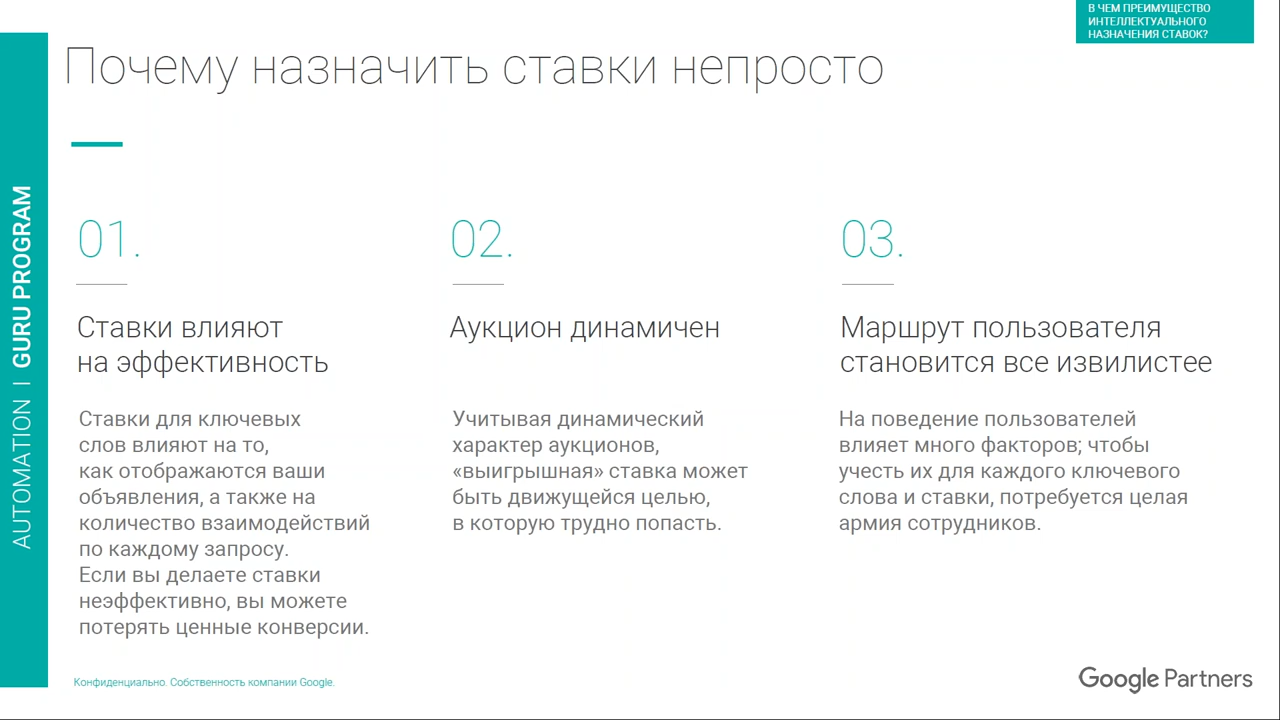 В ЧЕМ ПРЕИМУЩЕСТВО
ИНТЕЛЛЕКТУАЛЬНОГО
НАЗНАЧЕНИЯ СТАВОК?
Почему назначить ставки непросто
AUTOMATION | GURU PROGRAM
01.
Ставки влияют
на эффективность
Ставки для ключевых
слов влияют на то,
как отображаются ваши
объявления, а также на
количество взаимодействий
по каждому запросу.
Если вы делаете ставки
неэффективно, вы можете
потерять ценные конверсии.
02.
Аукцион динамичен
Учитывая динамический
характер аукционов,
«выигрышная» ставка может
быть движущейся целью,
в которую трудно попасть.
03.
Маршрут пользователя
становится все извилистее
На поведение пользователей
влияет много факторов; чтобы
учесть их для каждого ключевого
слова и ставки, потребуется целая
армия сотрудников.
Конфиденциально. Собственность компании Google.
Google Partners